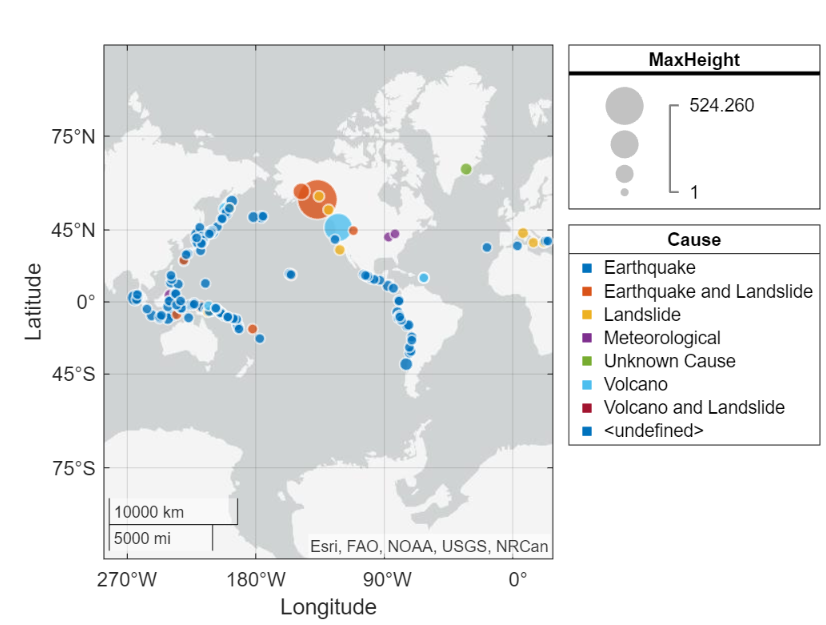 75°N
45°N
0°
45°S
75°S
Latitude
10000 km
5000 mi
Esri, FAO, NOAA, USGS, NRCan
270°W
180°W
90°W
0°
Longitude
MaxHeight
524.260
1
Cause
Earthquake
Earthquake and Landslide
Landslide
Meteorological
Unknown Cause
Volcano
Volcano and Landslide
<undefined>